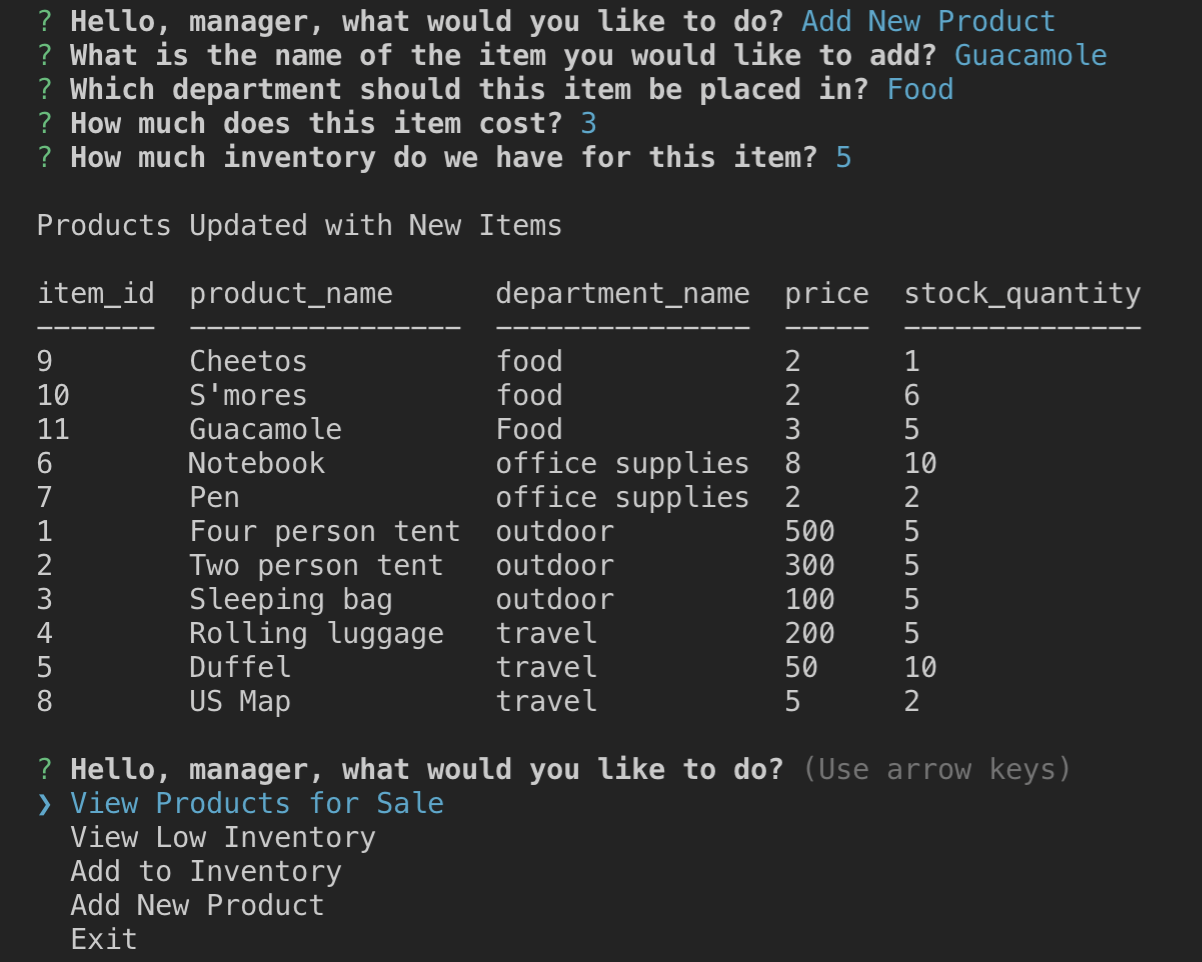 ? Hello, manager, what would you like to do? Add New Product
? What is the name of the item you would like to add? Guacamole
? Which department should this item be placed in? Food
? How much does this item cost? 3
? How much inventory do we have for this item? 5
Products Updated with New Items
item_id  product_name      department_name  price  stock_quantity
-------  ----------------  ---------------  -----  --------------
9        Cheetos           food             2      1
10       S'mores           food             2      6
11       Guacamole         Food             3      5
6        Notebook          office supplies  8      10
7        Pen               office supplies  2      2
1        Four person tent  outdoor          500    5
2        Two person tent   outdoor          300    5
3        Sleeping bag      outdoor          100    5
4        Rolling luggage   travel           200    5
5        Duffel            travel           50     10
8        US Map            travel           5      2
? Hello, manager, what would you like to do? (Use arrow keys)
❯ View Products for Sale
  View Low Inventory
  Add to Inventory
  Add New Product
  Exit